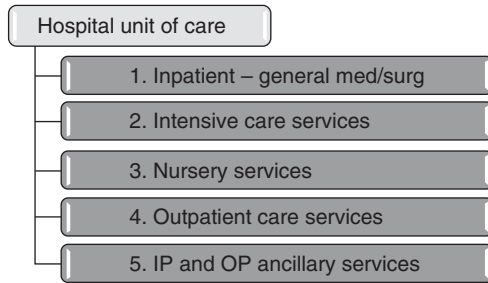 Hospital unit of care
1. Inpatient – general med/surg
2. Intensive care services
3. Nursery services
4. Outpatient care services
5. IP and OP ancillary services